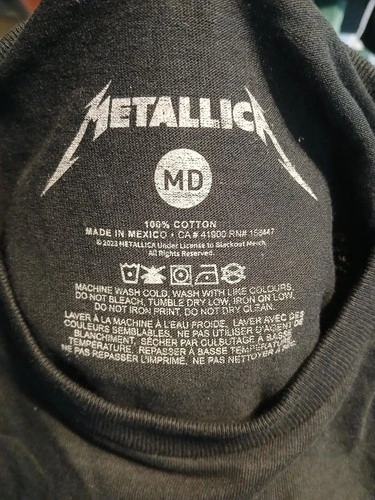 METALLICA
MD
100% COTTON
MADE IN MEXICO • CA# 41900 RN# 158447
© 2023 METALLICA Under License to Blackout Merch.
All Rights Reserved.
MACHINE WASH COLD, WASH WITH LIKE COLOURS,
DO NOT BLEACH, TUMBLE DRY LOW, IRON ON LOW,
DO NOT IRON PRINT, DO NOT DRY CLEAN.
LAVER À LA MACHINE À L'EAU FROIDE, LAVER AVEC DES
COULEURS SEMBLABLES, NE PAS UTILISER D'AGENT DE
BLANCHIMENT, SÉCHER PAR CULBUTAGE À BASSE
TEMPÉRATURE, REPASSER À BASSE TEMPÉRATURE,
NE PAS REPASSER L'IMPRIMÉ, NE PAS NETTOYER À